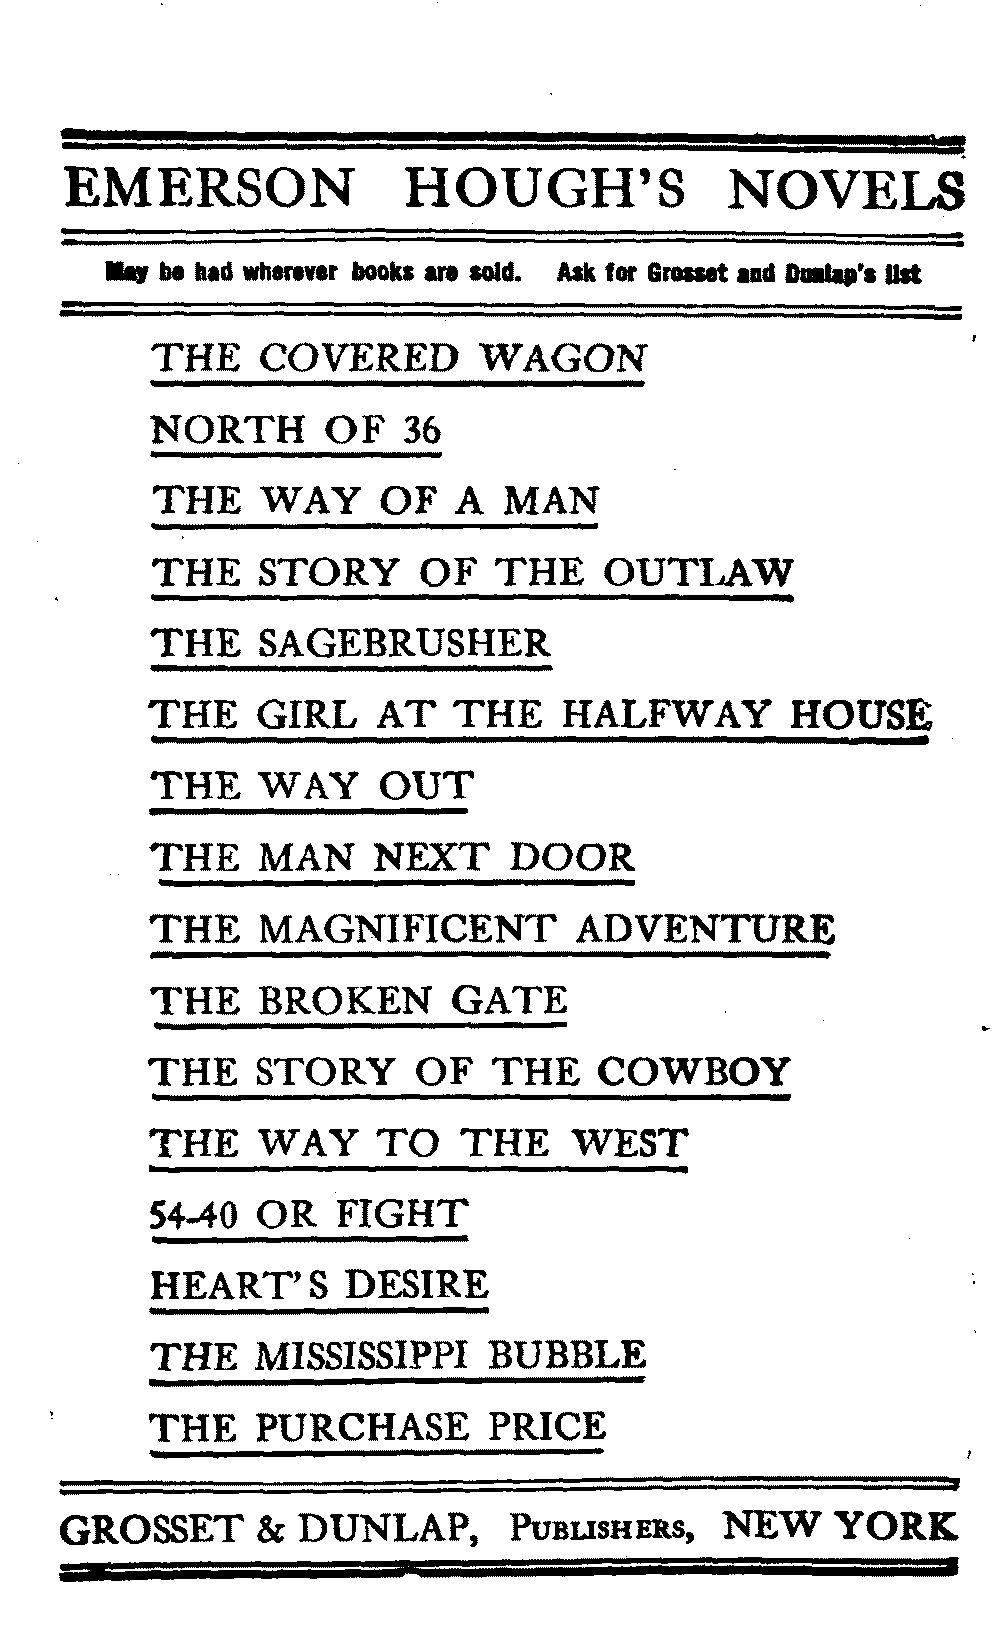 EMERSON HOUGH'S NOVELS
May be had wherever books are sold. Ask for Grosset and Dunlap's list
THE COVERED WAGON
NORTH OF 36
THE WAY OF A MAN
THE STORY OF THE OUTLAW
THE SAGEBRUSHER
THE GIRL AT THE HALFWAY HOUSE
THE WAY OUT
THE MAN NEXT DOOR
THE MAGNIFICENT ADVENTURE
THE BROKEN GATE
THE STORY OF THE COWBOY
THE WAY TO THE WEST
54-40 OR FIGHT
HEART'S DESIRE
THE MISSISSIPPI BUBBLE
THE PURCHASE PRICE
GROSSET & DUNLAP, PUBLISHERS, NEW YORK